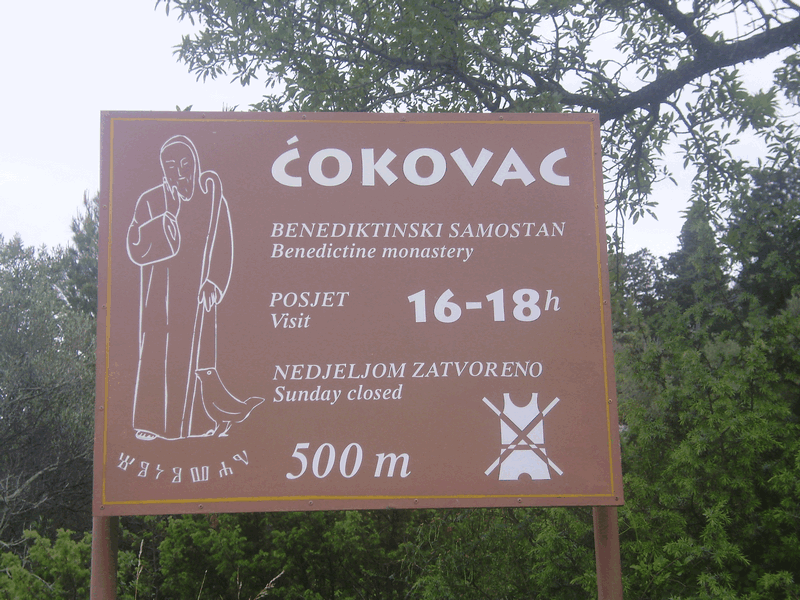 ĆOKOVAC
BENEDIKTINSKI SAMOSTAN
Benedictine monastery
POSJET 16-18h
Visit
NEDJELJOM ZATVORENO
Sunday closed
500 m